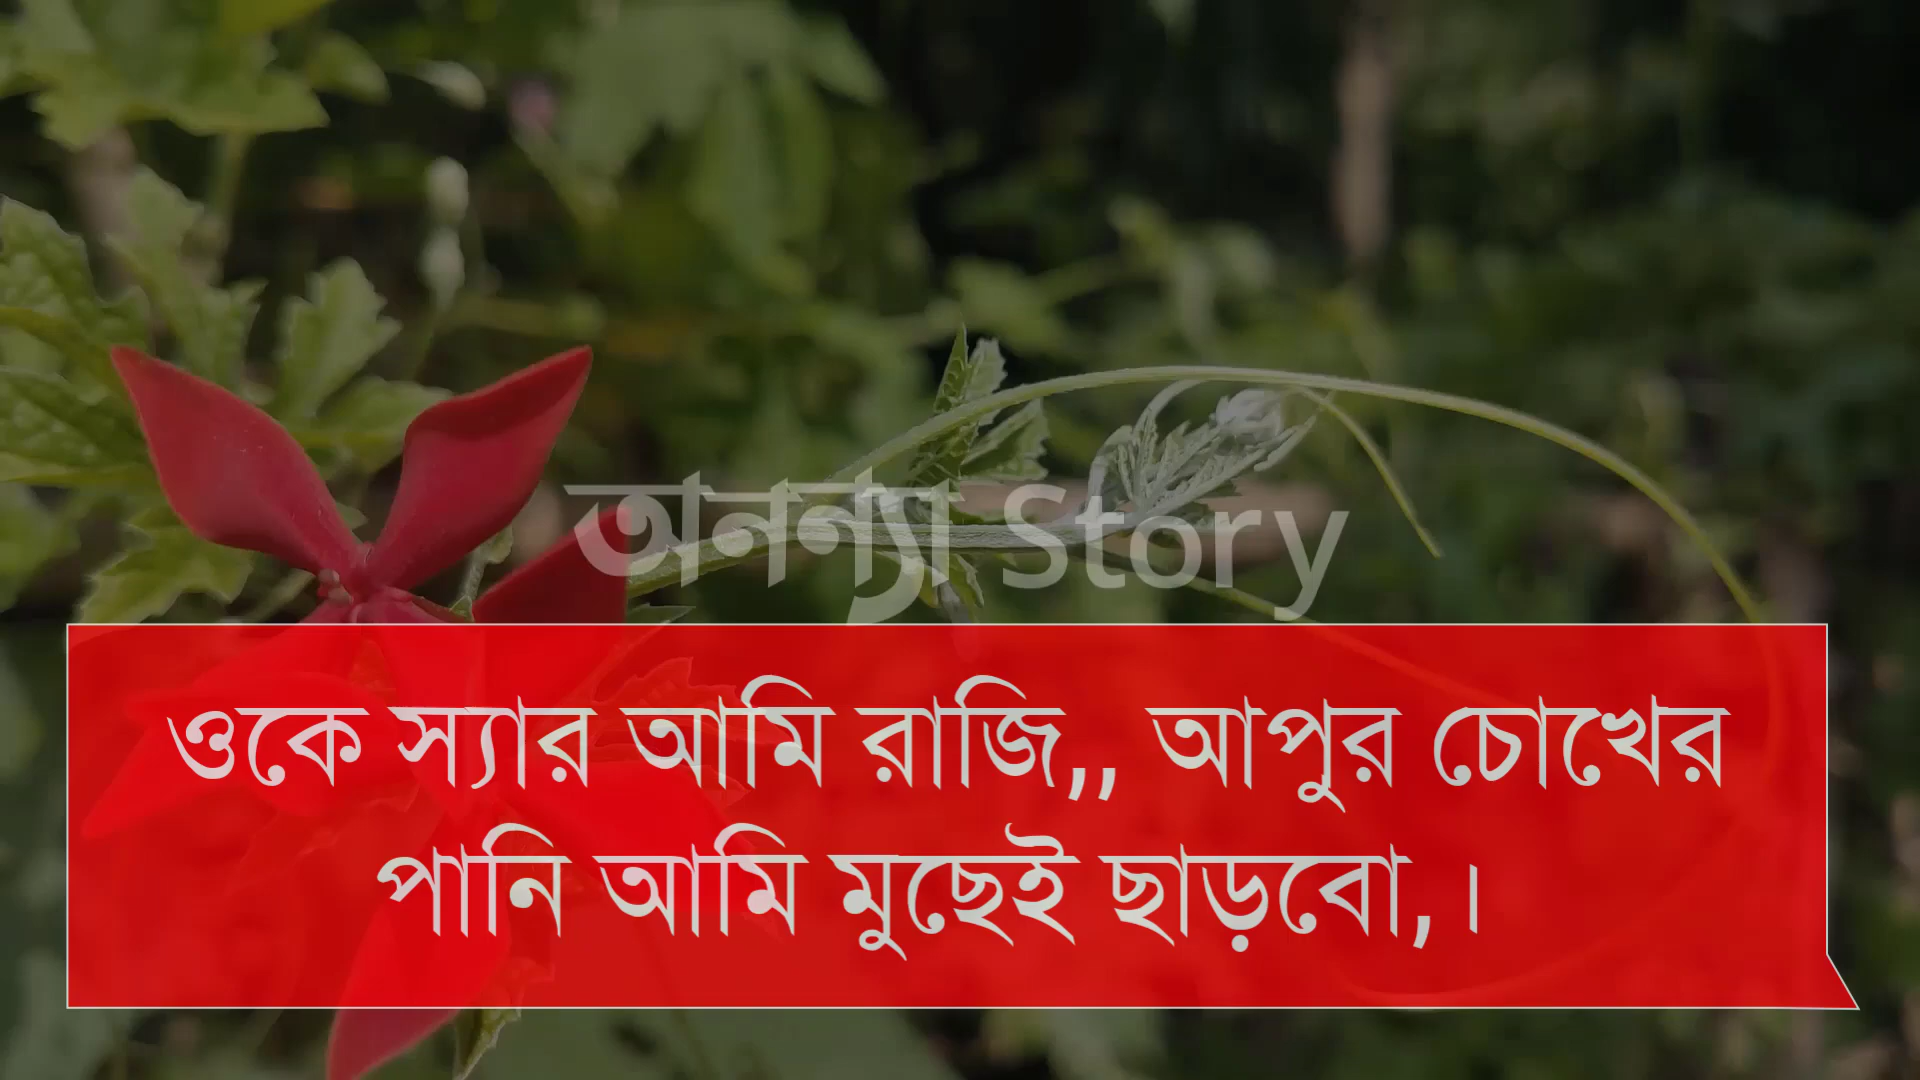 অনন্যা Story
ওকে স্যার আমি রাজি,, আপুর চোখের
পানি আমি মুছেই ছাড়বো,।